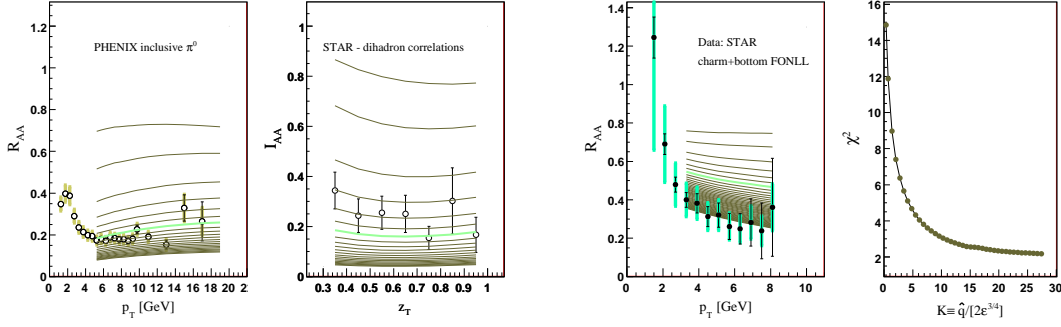 PHENIX inclusive π⁰
R_AA
1.2
1
0.8
0.6
0.4
0.2
0
0 2 4 6 8 10 12 14 16 18 20 22
p_T [GeV]
STAR - dihadron correlations
I_AA
1
0.8
0.6
0.4
0.2
0
0.3 0.4 0.5 0.6 0.7 0.8 0.9 1
z_T
Data: STAR
charm+bottom FONLL
R_AA
1.4
1.2
1
0.8
0.6
0.4
0.2
0
0 2 4 6 8 10
p_T [GeV]
χ²
16
14
12
10
8
6
4
2
0 5 10 15 20 25 30
K≡ q̂/[2ε^{3/4}]